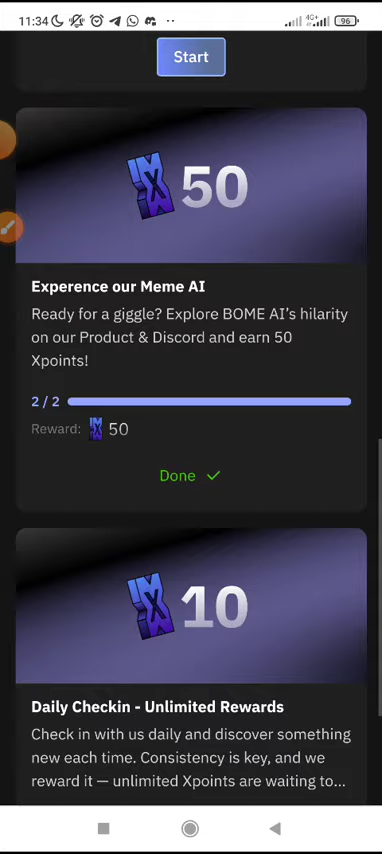 11:34
4G+
96
Start
50
Experence our Meme AI
Ready for a giggle? Explore BOME AI’s hilarity
on our Product & Discord and earn 50
Xpoints!
2 / 2
Reward: 50
Done
10
Daily Checkin - Unlimited Rewards
Check in with us daily and discover something
new each time. Consistency is key, and we
reward it — unlimited Xpoints are waiting to...